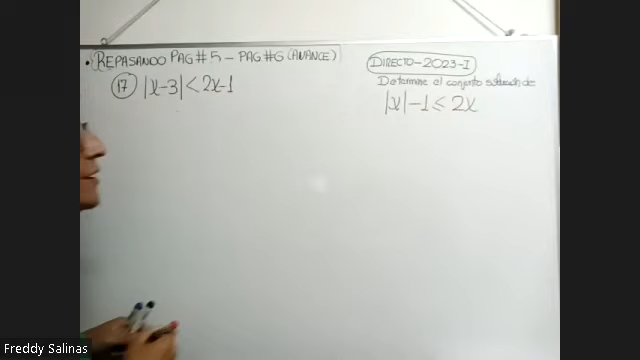 • REPASANDO PAG#5 - PAG#6 (AVANCE)
17 |x-3| < 2x-1
DIRECTO-2023-I
Determine el conjunto solución de
|x| - 1 ≤ 2x
Freddy Salinas